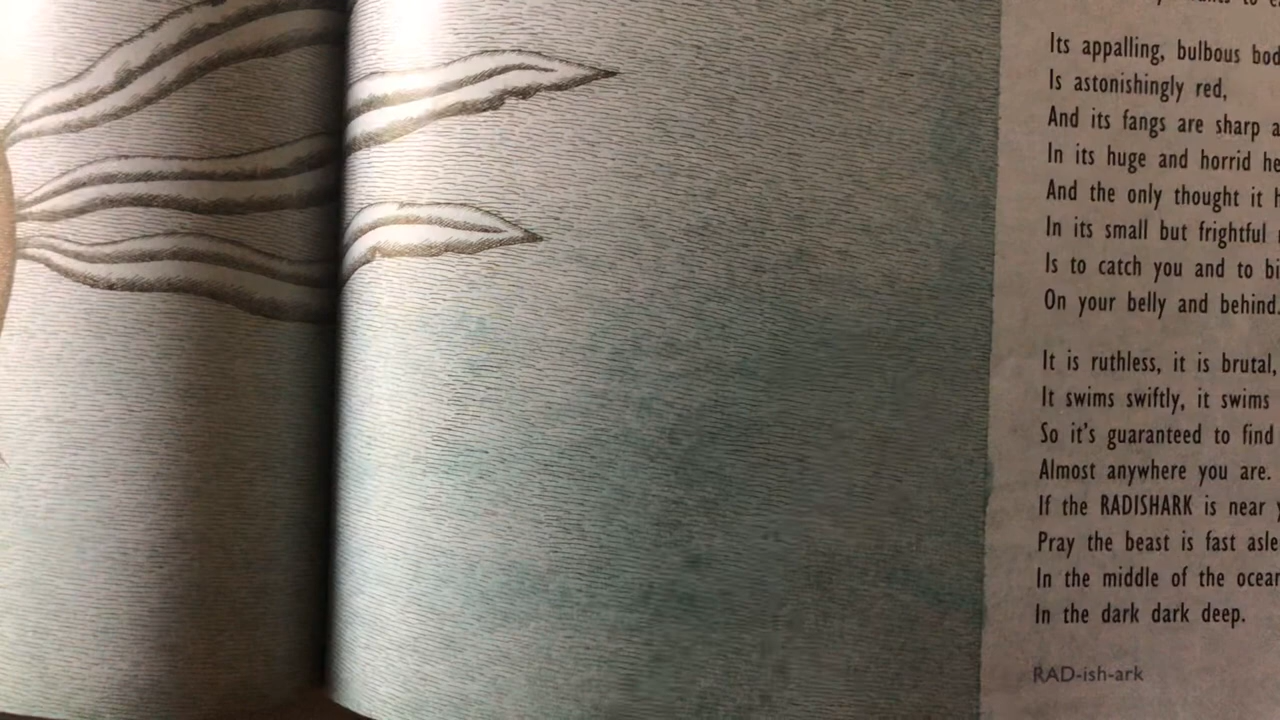 Its appalling, bulbous
Is astonishingly red,
And its fangs are sharp
In its huge and horrid
And the only thought it
In its small but frightful
Is to catch you and to
On your belly and behind.
It is ruthless, it is brutal,
It swims swiftly, it swims
So it's guaranteed to find
Almost anywhere you are.
If the RADISHARK is near
Pray the beast is fast
In the middle of the
In the dark dark deep.
RAD-ish-ark